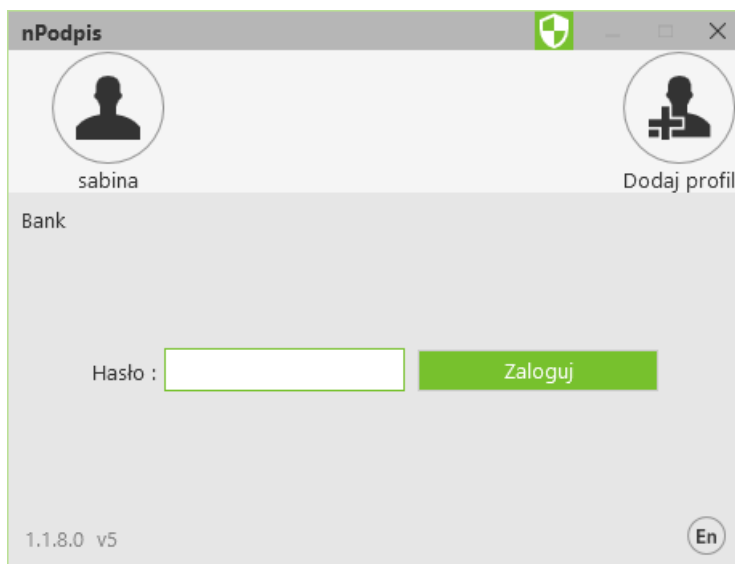 nPodpis
sabina
Dodaj profil
Bank
Hasło :
Zaloguj
1.1.8.0 v5
En